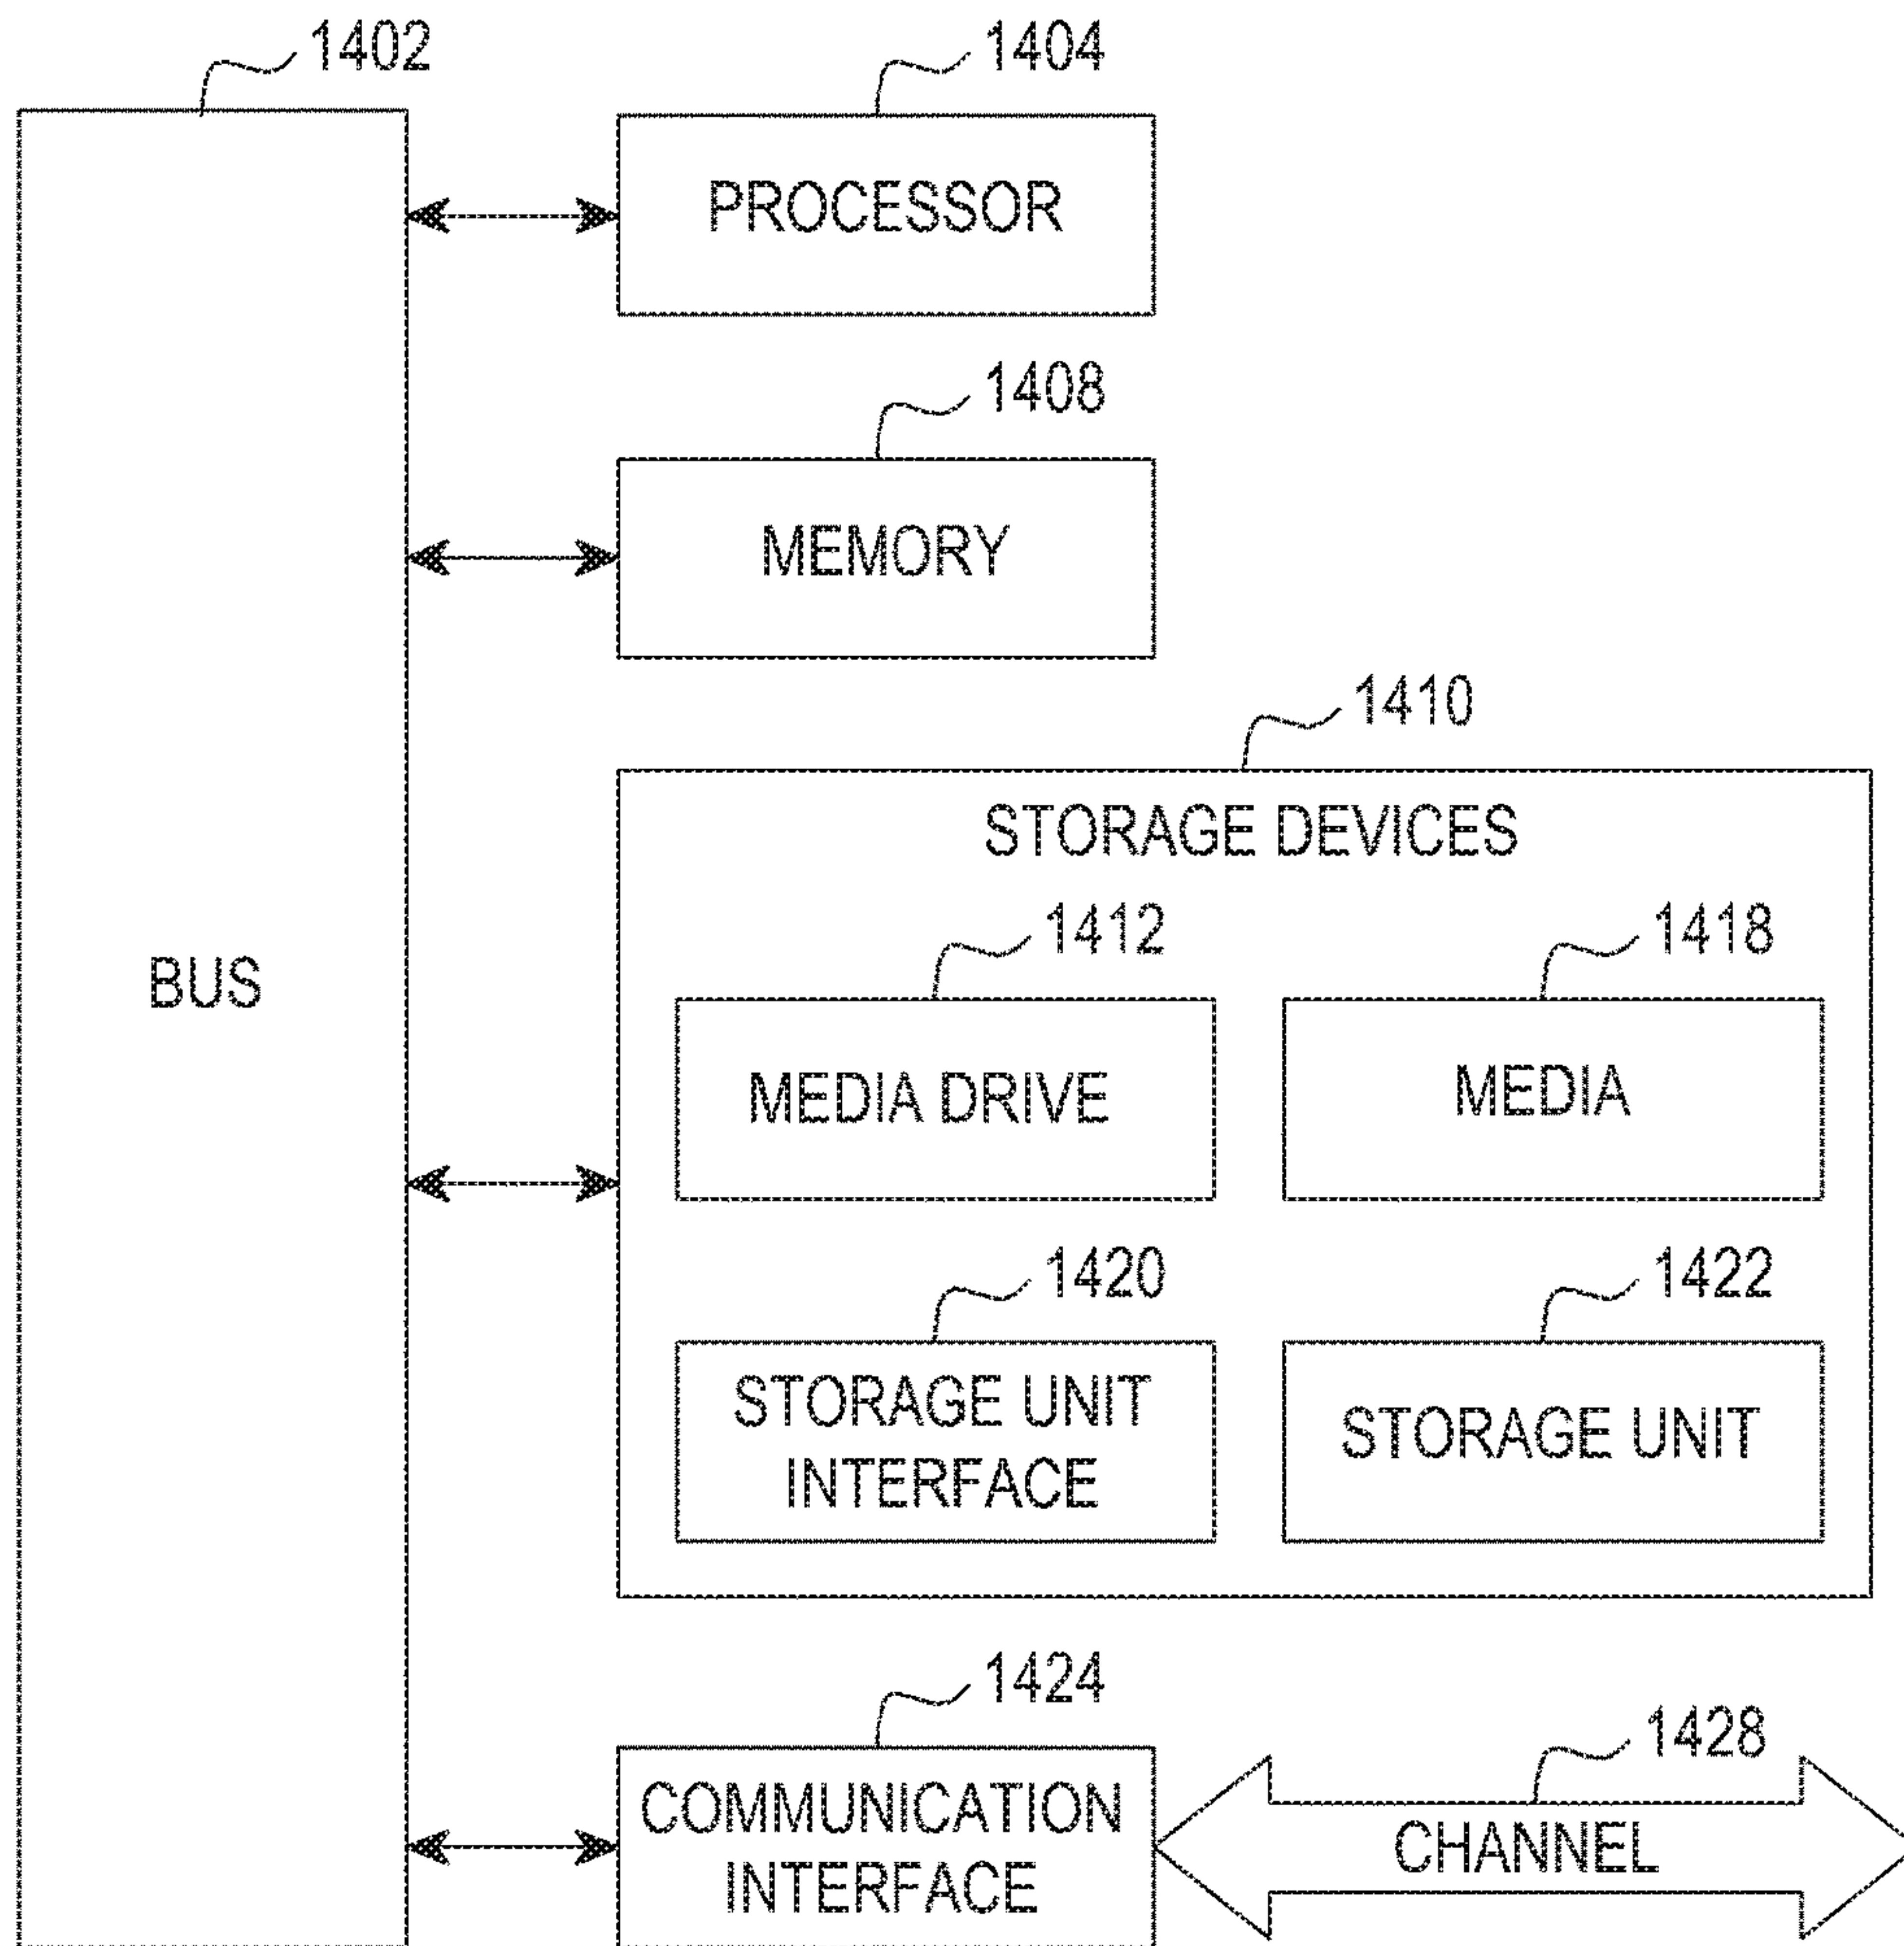 1402
1404
PROCESSOR
1408
MEMORY
1410
STORAGE DEVICES
1412
1418
BUS
MEDIA DRIVE
MEDIA
1420
1422
STORAGE UNIT
INTERFACE
STORAGE UNIT
1424
1428
COMMUNICATION
INTERFACE
CHANNEL